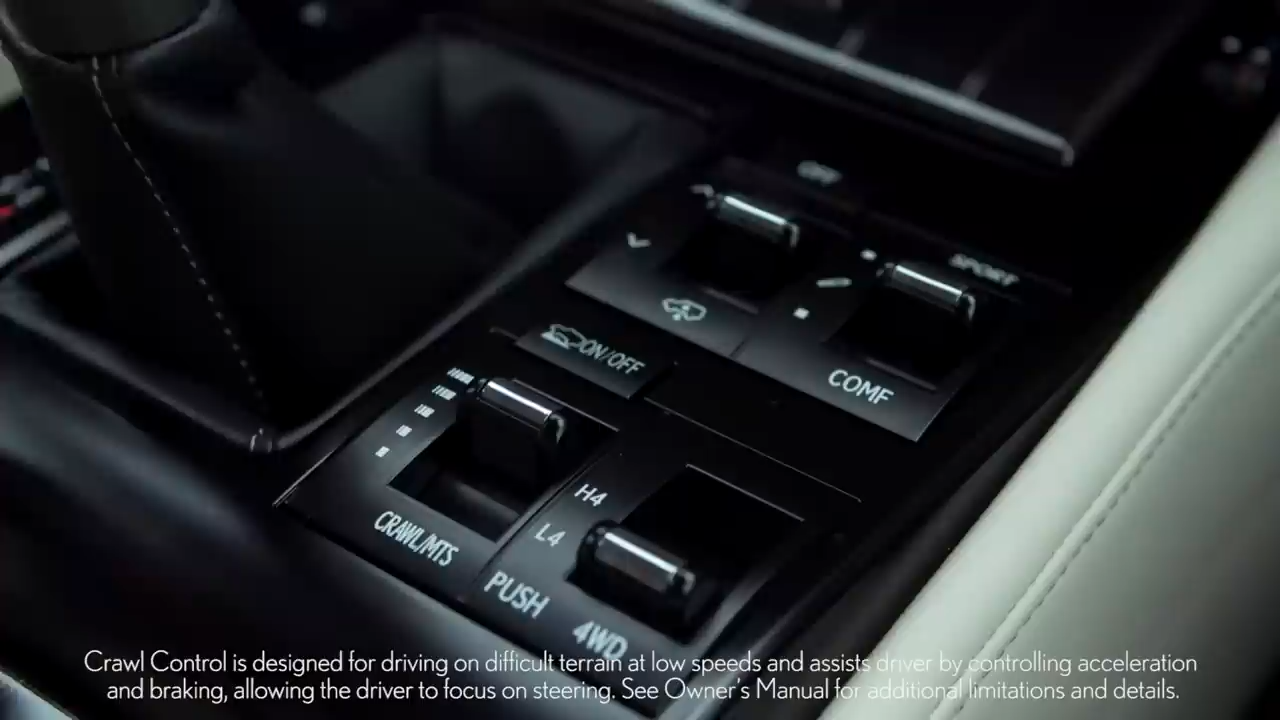 OFF
SPORT
COMF
ON/OFF
CRAWL/MTS
H4
L4
PUSH
4WD
Crawl Control is designed for driving on difficult terrain at low speeds and assists driver by controlling acceleration
and braking, allowing the driver to focus on steering. See Owner's Manual for additional limitations and details.